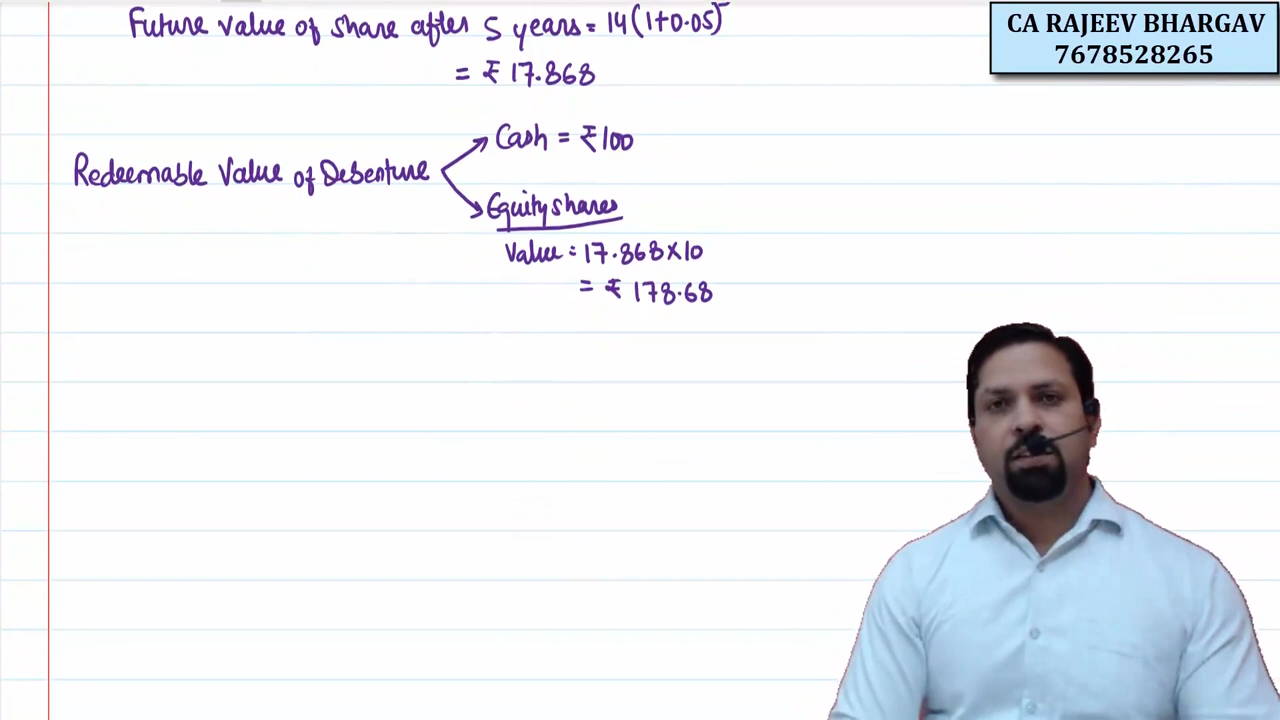 Future value of share after 5 years = 14(1+0.05)⁵
= ₹ 17.868
CA RAJEEV BHARGAV
7678528265
Cash = ₹100
Redeemable Value of Debenture
Equity shares
Value = 17.868×10
= ₹ 178.68